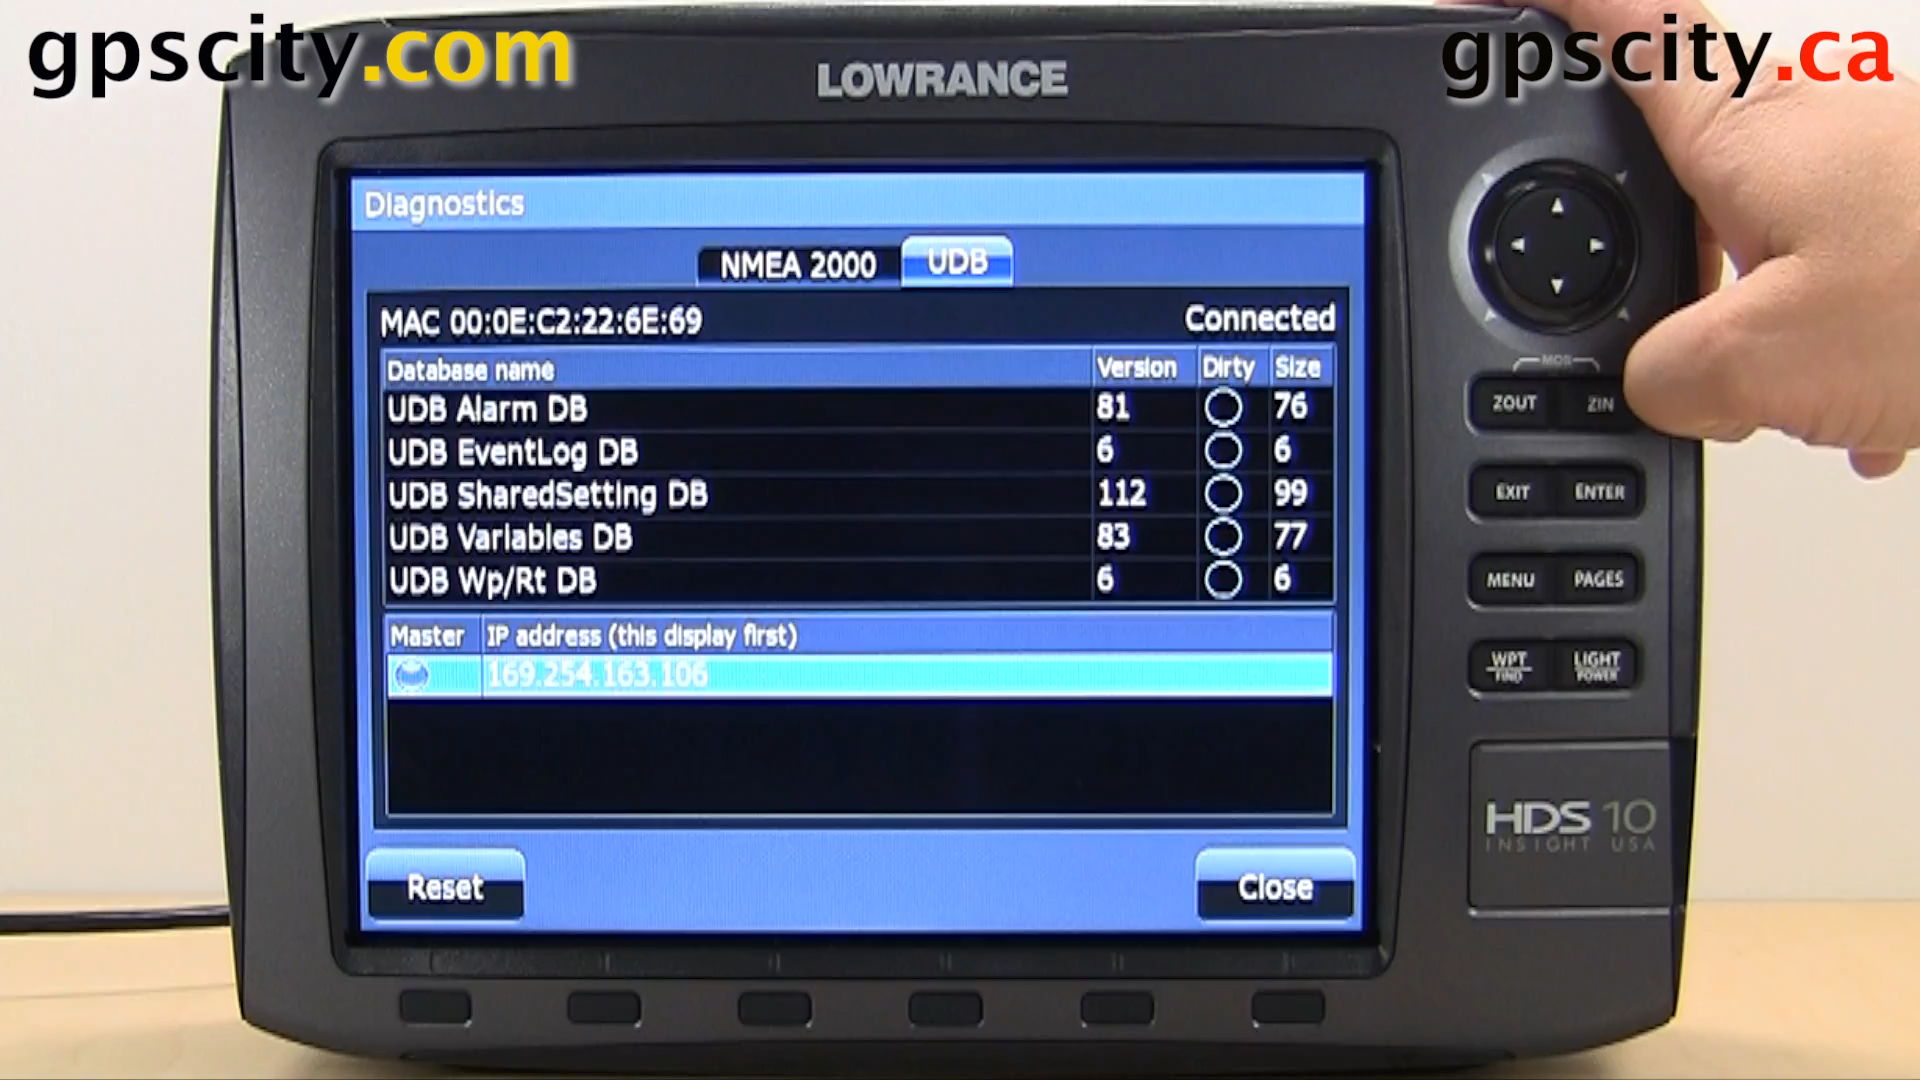 gpscity.com
gpscity.ca
LOWRANCE
Diagnostics
NMEA 2000 UDB
MAC 00:0E:C2:22:6E:69 Connected
Database name Version Dirty Size
UDB Alarm DB 81 76
UDB EventLog DB 6 6
UDB SharedSetting DB 112 99
UDB Variables DB 83 77
UDB Wp/Rt DB 6 6
Master IP address (this display first)
169.254.163.106
Reset Close
MOB
ZOUT ZIN
EXIT ENTER
MENU PAGES
WPT LIGHT
FIND POWER
HDS 10
INSIGHT USA